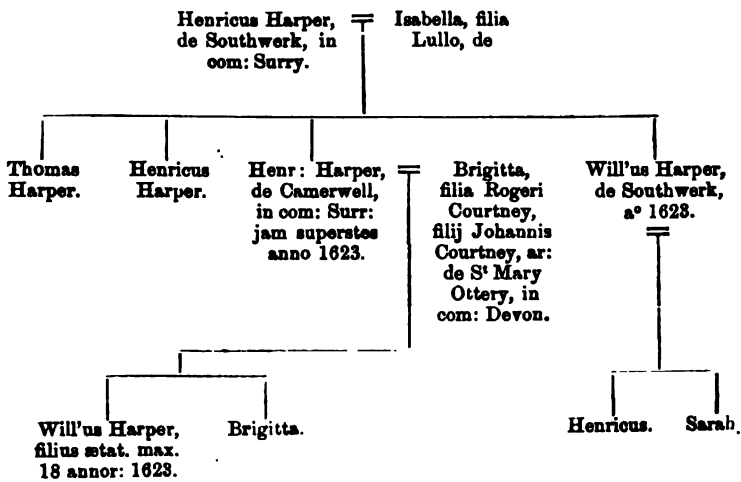 Henricus Harper,
de Southwerk, in
com: Surry.
Isabella, filia
Lullo, de
Thomas
Harper.
Henricus
Harper.
Henr: Harper,
de Camerwell,
in com: Surr:
jam superstes
anno 1623.
Brigitta,
filia Rogeri
Courtney,
filij Johannis
Courtney, ar:
de Sᵗ Mary
Ottery, in
com: Devon.
Will'us Harper,
de Southwerk,
aº 1623.
Will'us Harper,
filius ætat. max.
18 annor: 1623.
Brigitta.
Henricus.
Sarah.